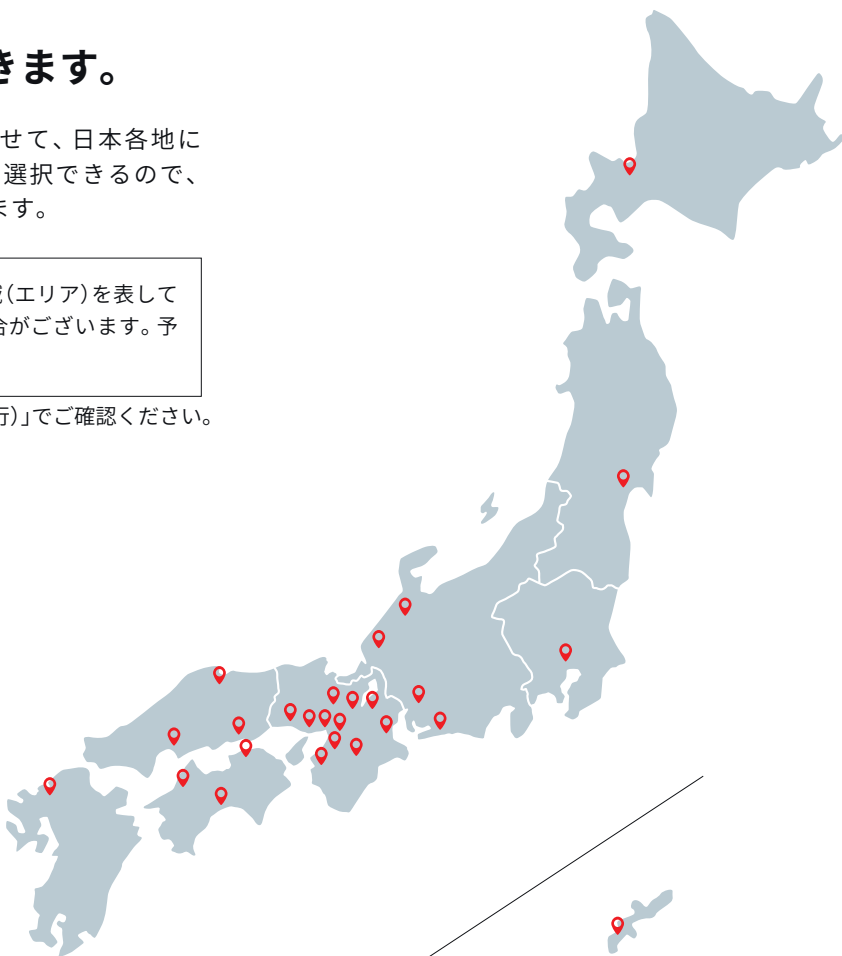 きます。
せて、日本各地に
選択できるので、
ます。
(エリア)を表して
合がございます。予
行)」でご確認ください。